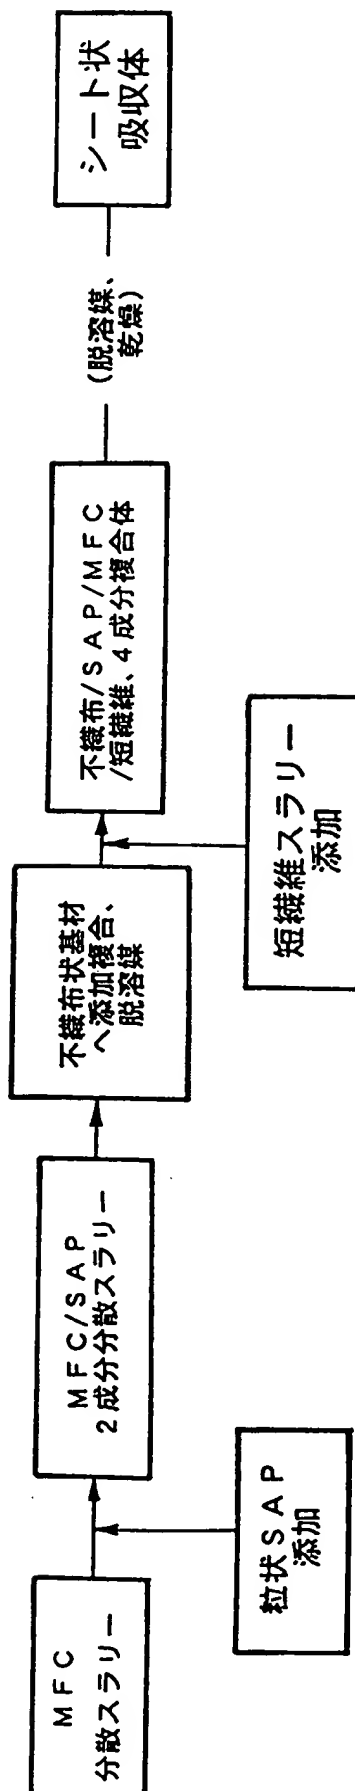 MFC
分散スラリー
粒状SAP
添加
MFC/SAP
2成分分散スラリー
不織布状基材
へ添加複合、
脱溶媒
短繊維スラリー
添加
不織布/SAP/MFC
/短繊維、4成分複合体
(脱溶媒、
乾燥)
シート状
吸収体